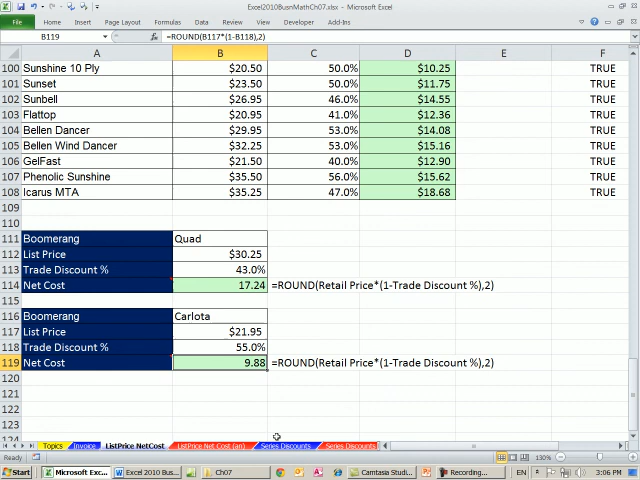 Excel2010BusnMathCh07.xlsx - Microsoft Excel
File Home Insert Page Layout Formulas Data Review View Developer Add-Ins
B119 fx =ROUND(B117*(1-B118),2)
A B C D E F
100 Sunshine 10 Ply $20.50 50.0% $10.25 TRUE
101 Sunset $23.50 50.0% $11.75 TRUE
102 Sunbell $26.95 46.0% $14.55 TRUE
103 Flattop $20.95 41.0% $12.36 TRUE
104 Bellen Dancer $29.95 53.0% $14.08 TRUE
105 Bellen Wind Dancer $32.25 53.0% $15.16 TRUE
106 GelFast $21.50 40.0% $12.90 TRUE
107 Phenolic Sunshine $35.50 56.0% $15.62 TRUE
108 Icarus MTA $35.25 47.0% $18.68 TRUE
109
110
111 Boomerang Quad
112 List Price $30.25
113 Trade Discount % 43.0%
114 Net Cost 17.24 =ROUND(Retail Price*(1-Trade Discount %),2)
115
116 Boomerang Carlota
117 List Price $21.95
118 Trade Discount % 55.0%
119 Net Cost 9.88 =ROUND(Retail Price*(1-Trade Discount %),2)
120
121
122
123
124
Topics Invoice ListPrice NetCost ListPrice Net Cost (an) Series Discounts Series Discounts
Ready 130%
Start Microsoft Exc... Excel 2010 Bus... Ch07 Camtasia Studi... Recording... EN 3:06 PM